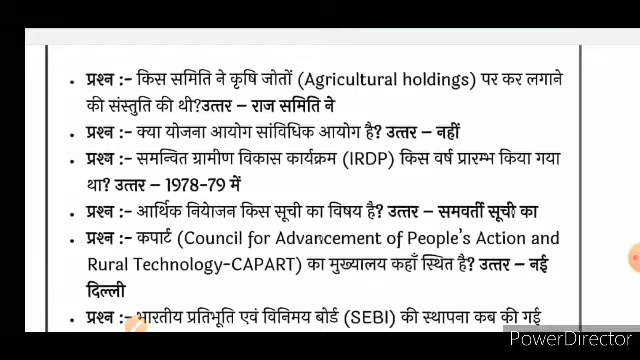 • प्रश्न :- किस समिति ने कृषि जोतों (Agricultural holdings) पर कर लगाने
की संस्तुति की थी?उत्तर – राज समिति ने
• प्रश्न :- क्या योजना आयोग सांविधिक आयोग है? उत्तर – नहीं
• प्रश्न :- समन्वित ग्रामीण विकास कार्यक्रम (IRDP) किस वर्ष प्रारम्भ किया गया
था? उत्तर – 1978-79 में
• प्रश्न :- आर्थिक नियेाजन किस सूची का विषय है? उत्तर – समवर्ती सूची का
• प्रश्न :- कपार्ट (Council for Advancement of People's Action and
Rural Technology-CAPART) का मुख्यालय कहाँ स्थित है? उत्तर – नई
दिल्ली
• प्रश्न :- भारतीय प्रतिभूति एवं विनिमय बोर्ड (SEBI) की स्थापना कब की गई
PowerDirector